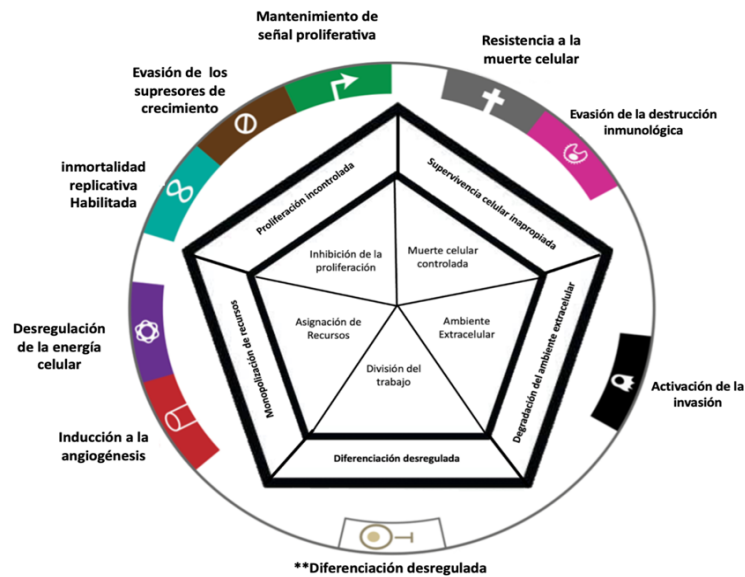 Mantenimiento de
señal proliferativa
Resistencia a la
muerte celular
Evasión de los
supresores de
crecimiento
Evasión de la destrucción
inmunológica
inmortalidad
replicativa
Habilitada
Proliferación incontrolada
Supervivencia celular inapropiada
Inhibición de la
proliferación
Muerte celular
controlada
Desregulación
de la energía
celular
Monopolización de recursos
Asignación de
Recursos
Ambiente
Extracelular
Degradación del ambiente extracelular
División del
trabajo
Activación de la
invasión
Inducción a la
angiogénesis
Diferenciación desregulada
**Diferenciación desregulada